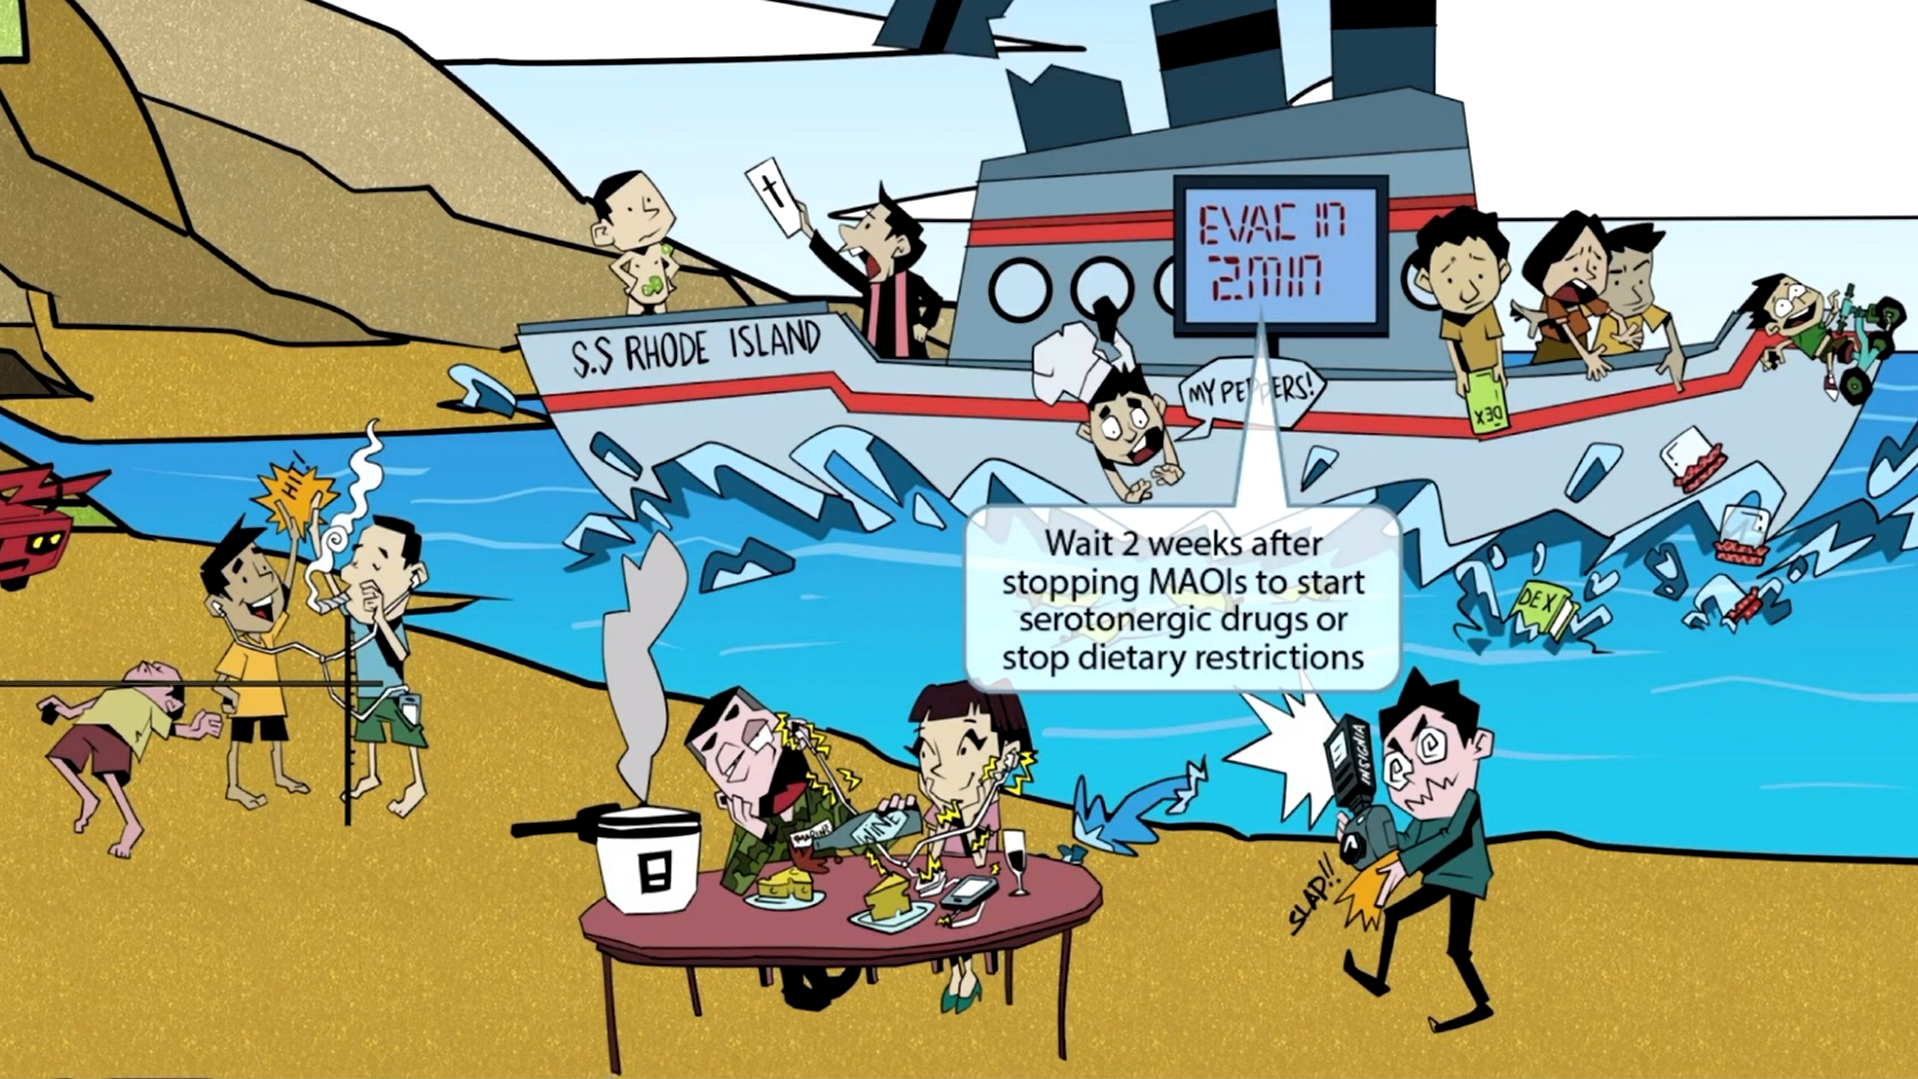 EVAC IN
2MIN
S.S RHODE ISLAND
MY PEPPERS!
DEX
HI!
Wait 2 weeks after
stopping MAOIs to start
serotonergic drugs or
stop dietary restrictions
DEX
INSIGNIA
WINE
SLAP!!